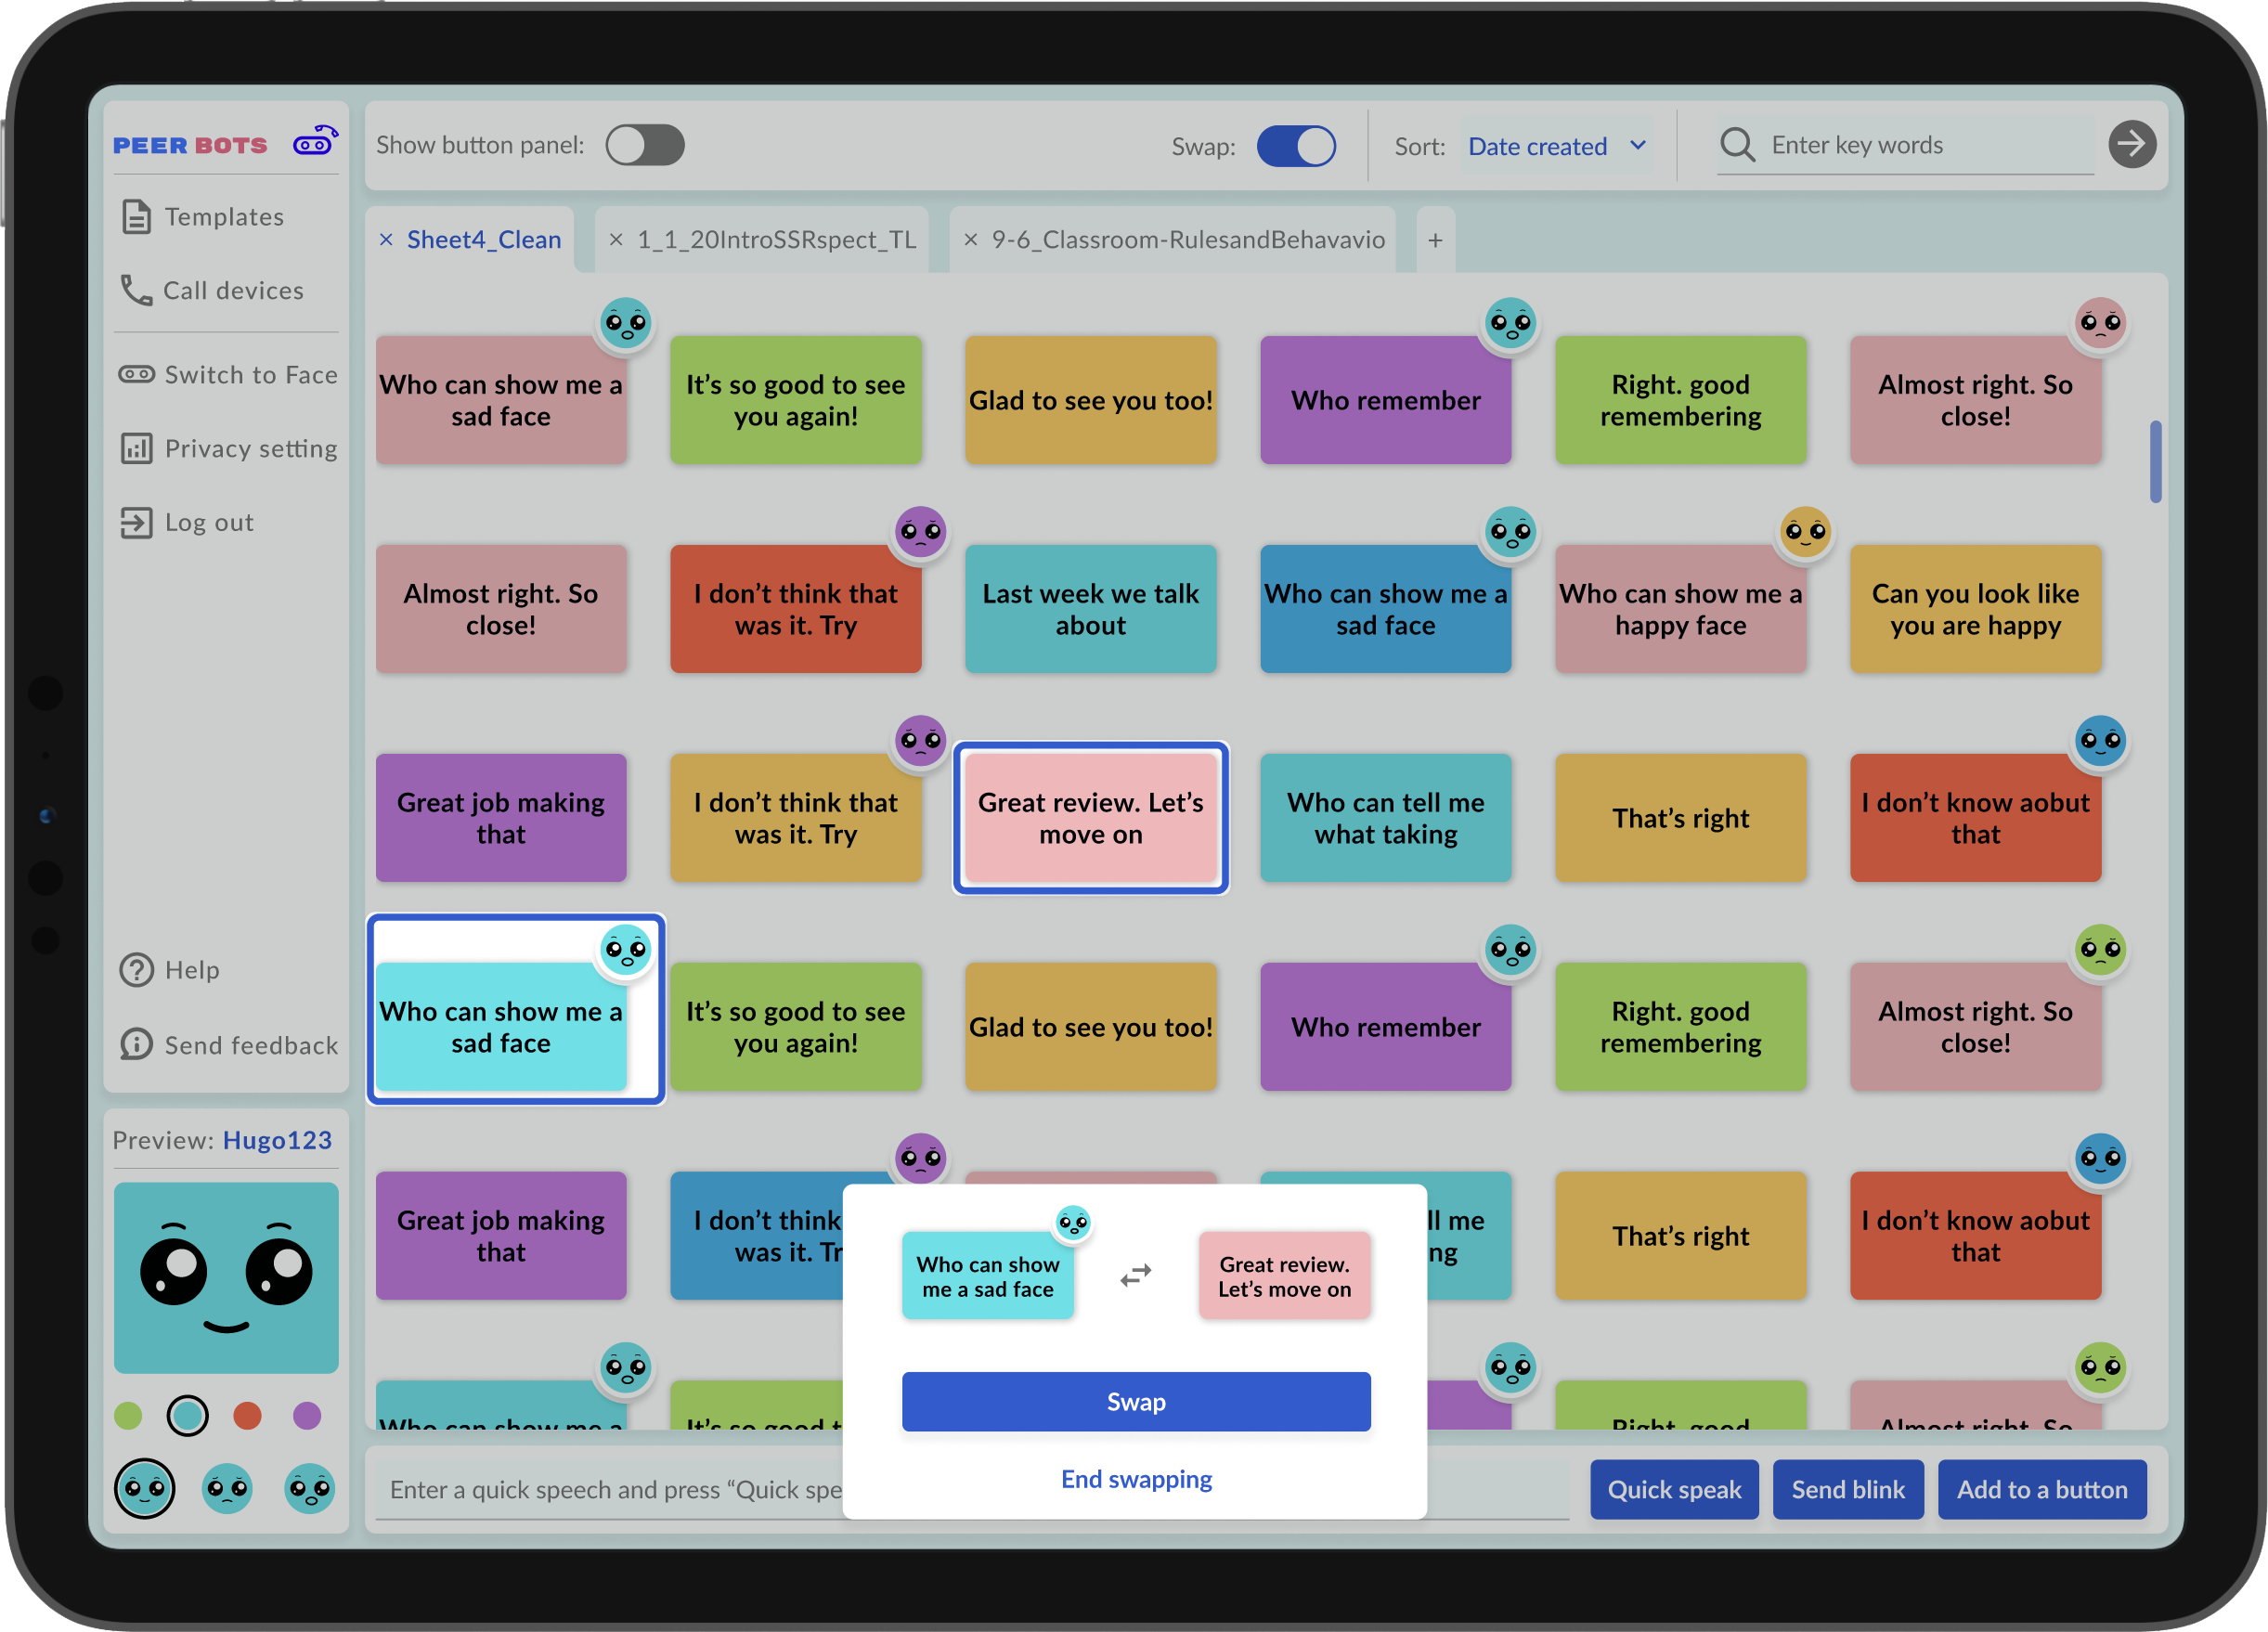 PEER BOTS
Templates
Call devices
Switch to Face
Privacy setting
Log out
Help
Send feedback
Preview: Hugo123
Show button panel:
Swap:
Sort: Date created
Enter key words
× Sheet4_Clean
× 1_1_20IntroSSRspect_TL
× 9-6_Classroom-RulesandBehavavio
+
Who can show me a
sad face
It’s so good to see
you again!
Glad to see you too!
Who remember
Right. good
remembering
Almost right. So
close!
Almost right. So
close!
I don’t think that
was it. Try
Last week we talk
about
Who can show me a
sad face
Who can show me a
happy face
Can you look like
you are happy
Great job making
that
I don’t think that
was it. Try
Great review. Let’s
move on
Who can tell me
what taking
That’s right
I don’t know aobut
that
Who can show me a
sad face
It’s so good to see
you again!
Glad to see you too!
Who remember
Right. good
remembering
Almost right. So
close!
Great job making
that
I don’t think
was it. Tr
ll me
ng
That’s right
I don’t know aobut
that
Who can show me a
It’s so good t
Right. good
Almost right. So
Who can show
me a sad face
Great review.
Let’s move on
Swap
End swapping
Enter a quick speech and press “Quick spe
Quick speak
Send blink
Add to a button